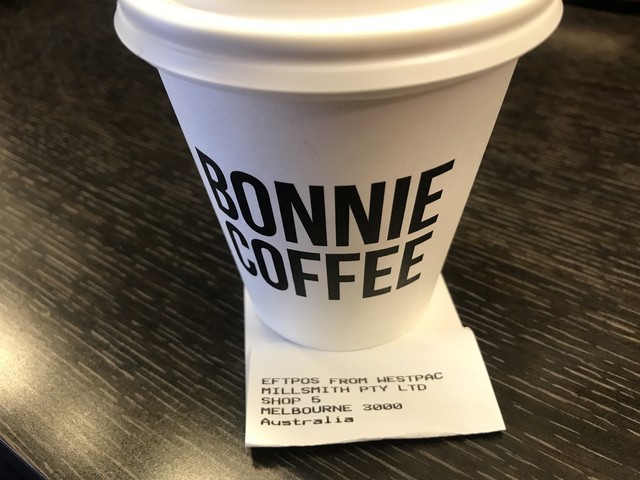 BONNIE
COFFEE
EFTPOS FROM WESTPAC
MILLSMITH PTY LTD
SHOP 5
MELBOURNE 3000
Australia